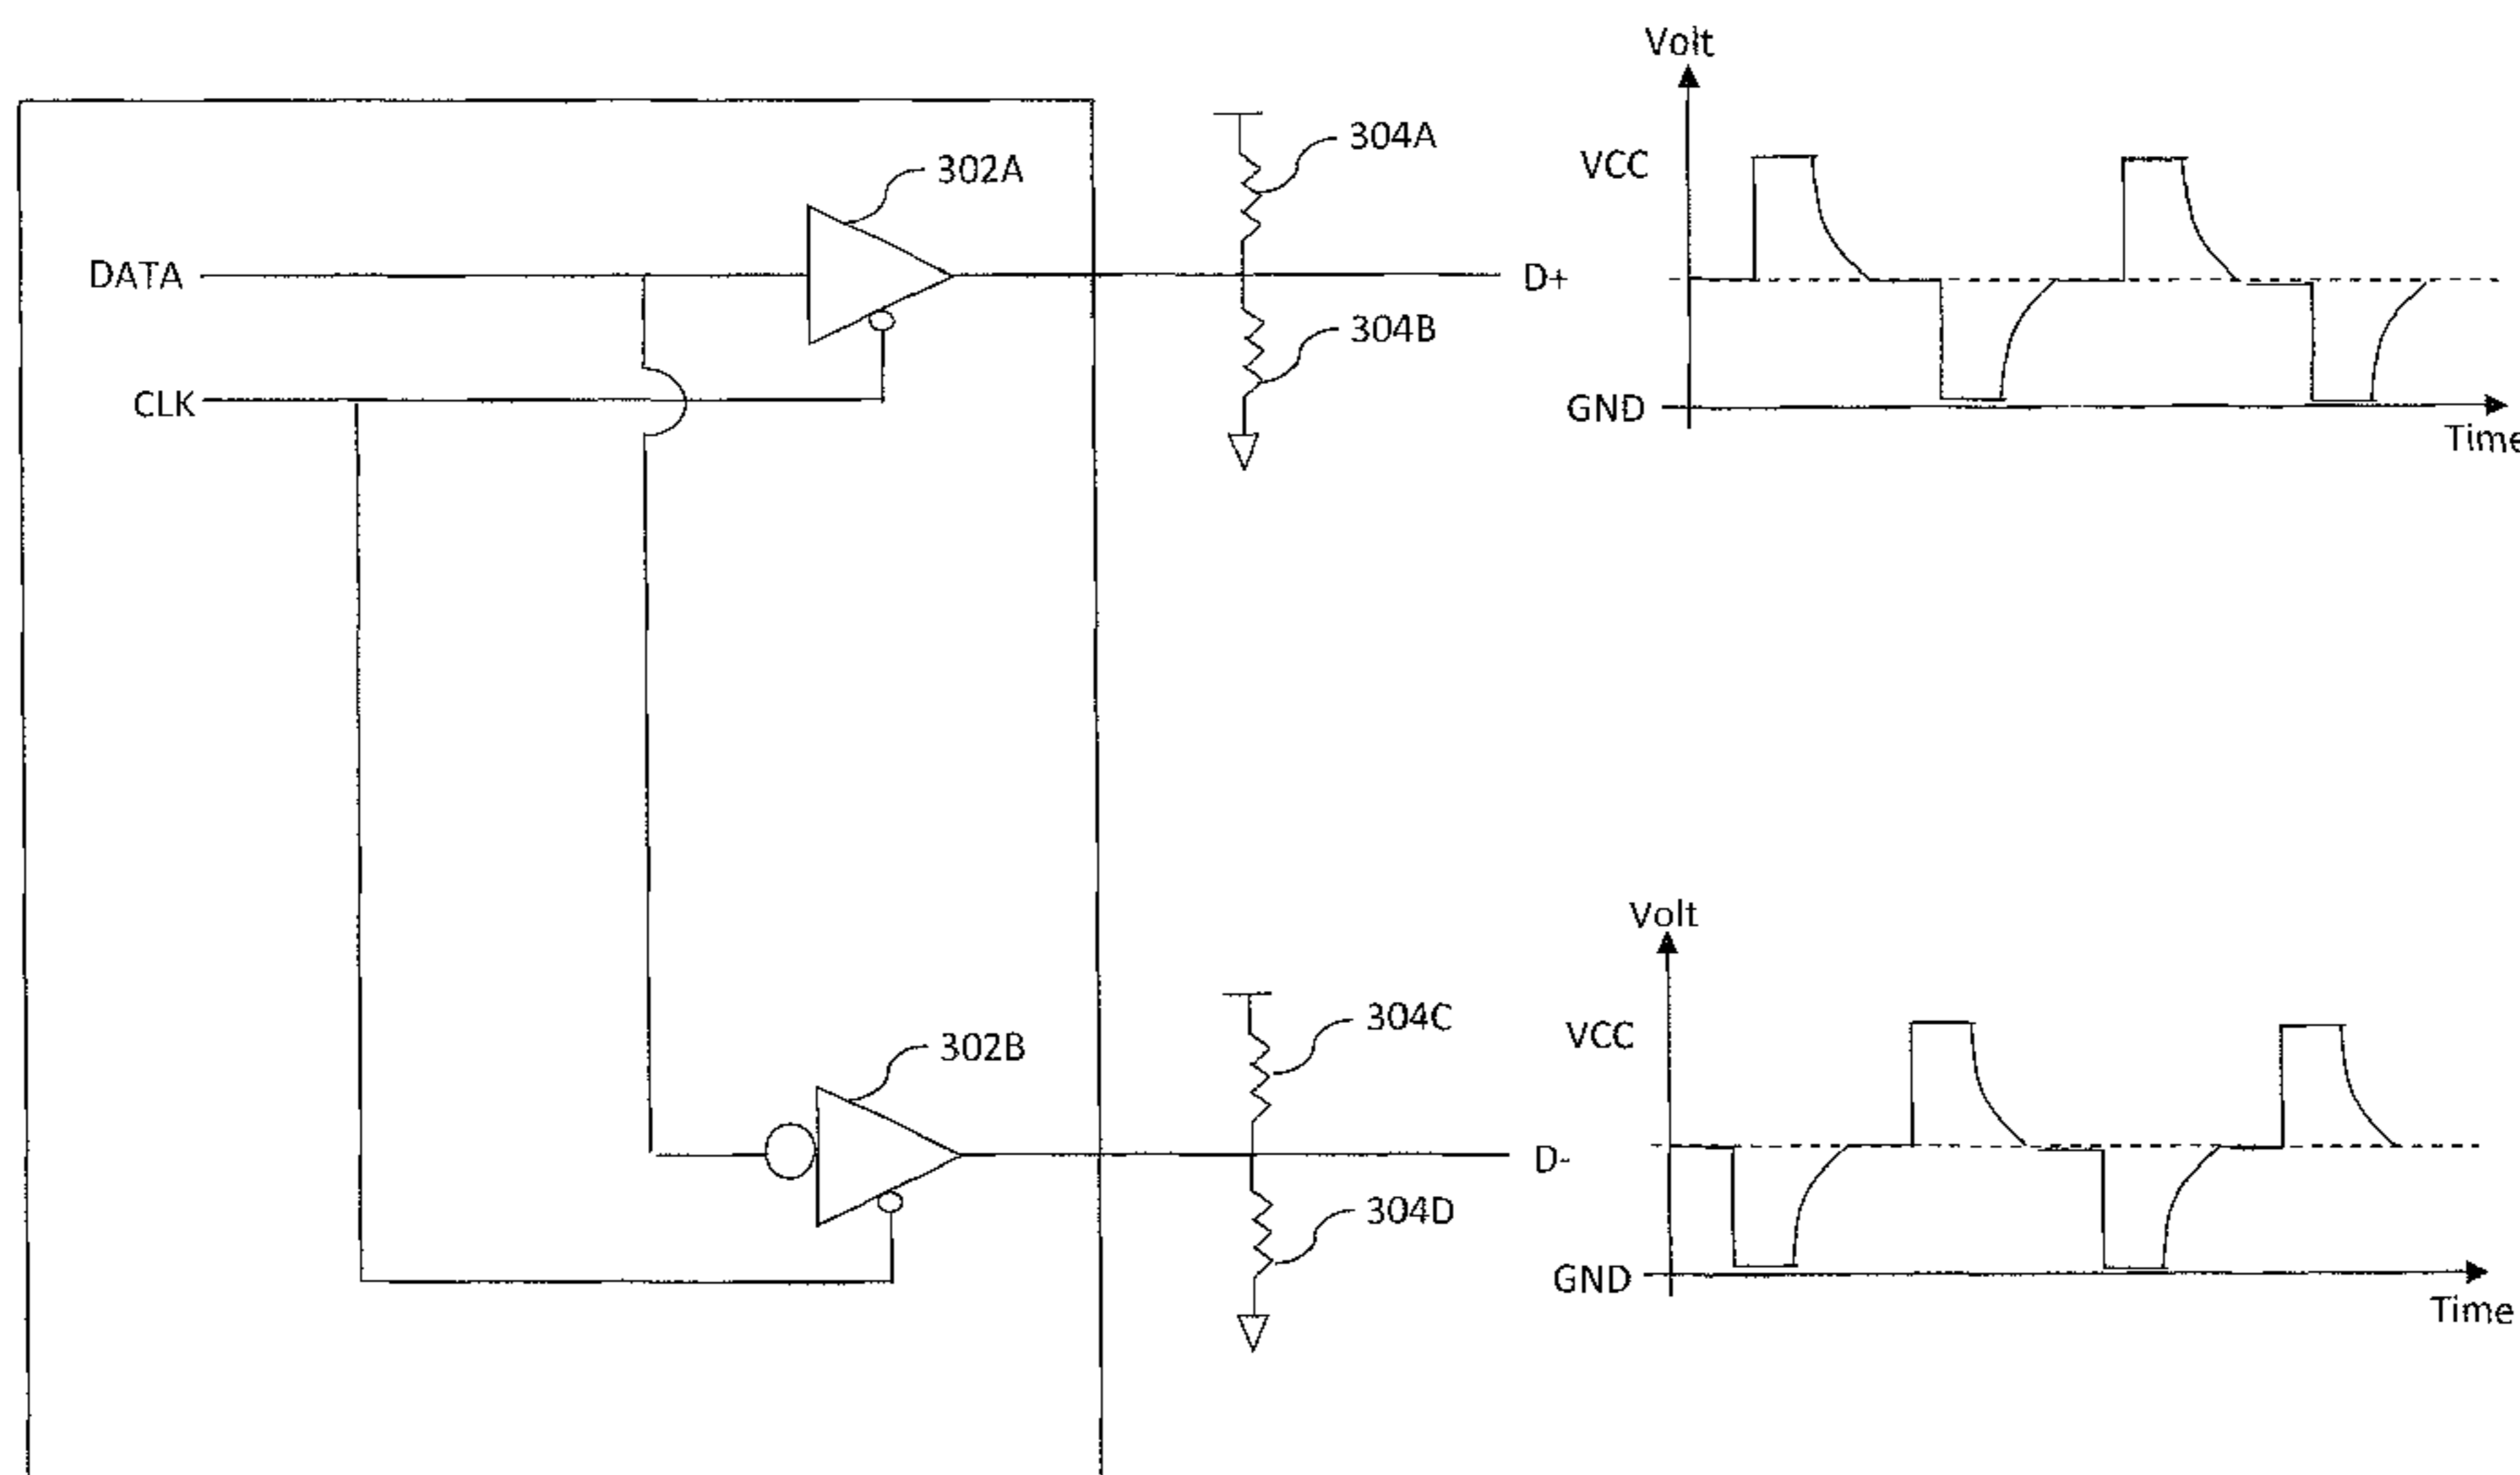 Volt
304A
302A
VCC
DATA
D+
304B
CLK
GND
Time
Volt
304C
VCC
302B
D-
304D
GND
Time